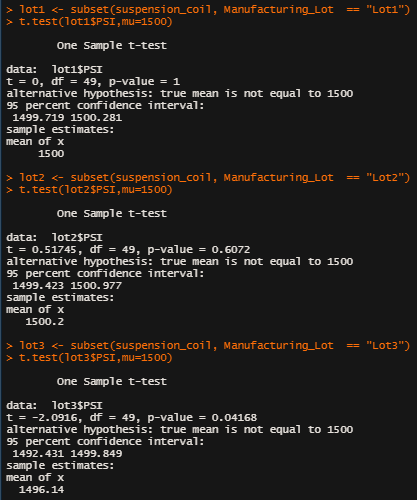 > lot1 <- subset(suspension_coil, Manufacturing_Lot  == "Lot1")
> t.test(lot1$PSI,mu=1500)
One Sample t-test
data:  lot1$PSI
t = 0, df = 49, p-value = 1
alternative hypothesis: true mean is not equal to 1500
95 percent confidence interval:
1499.719 1500.281
sample estimates:
mean of x
1500
> lot2 <- subset(suspension_coil, Manufacturing_Lot  == "Lot2")
> t.test(lot2$PSI,mu=1500)
One Sample t-test
data:  lot2$PSI
t = 0.51745, df = 49, p-value = 0.6072
alternative hypothesis: true mean is not equal to 1500
95 percent confidence interval:
1499.423 1500.977
sample estimates:
mean of x
1500.2
> lot3 <- subset(suspension_coil, Manufacturing_Lot  == "Lot3")
> t.test(lot3$PSI,mu=1500)
One Sample t-test
data:  lot3$PSI
t = -2.0916, df = 49, p-value = 0.04168
alternative hypothesis: true mean is not equal to 1500
95 percent confidence interval:
1492.431 1499.849
sample estimates:
mean of x
1496.14